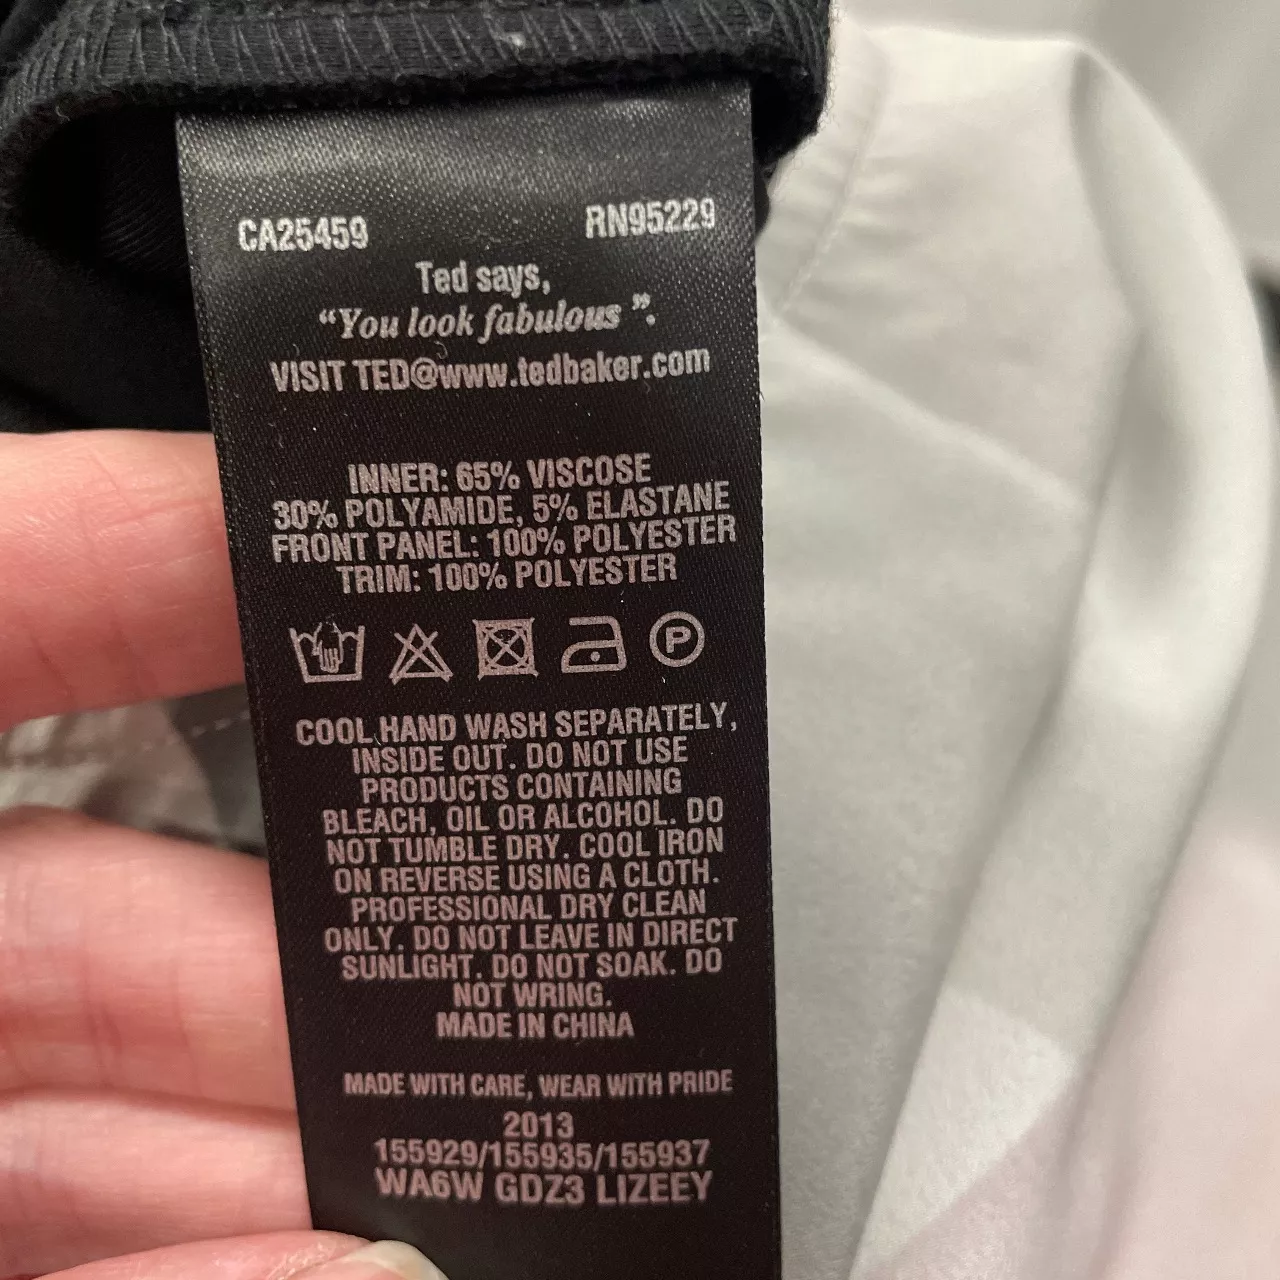 CA25459 RN95229
Ted says,
“You look fabulous ”.
VISIT TED@www.tedbaker.com
INNER: 65% VISCOSE
30% POLYAMIDE, 5% ELASTANE
FRONT PANEL: 100% POLYESTER
TRIM: 100% POLYESTER
P
COOL HAND WASH SEPARATELY,
INSIDE OUT. DO NOT USE
PRODUCTS CONTAINING
BLEACH, OIL OR ALCOHOL. DO
NOT TUMBLE DRY. COOL IRON
ON REVERSE USING A CLOTH.
PROFESSIONAL DRY CLEAN
ONLY. DO NOT LEAVE IN DIRECT
SUNLIGHT. DO NOT SOAK. DO
NOT WRING.
MADE IN CHINA
MADE WITH CARE, WEAR WITH PRIDE
2013
155929/155935/155937
WA6W GDZ3 LIZEEY